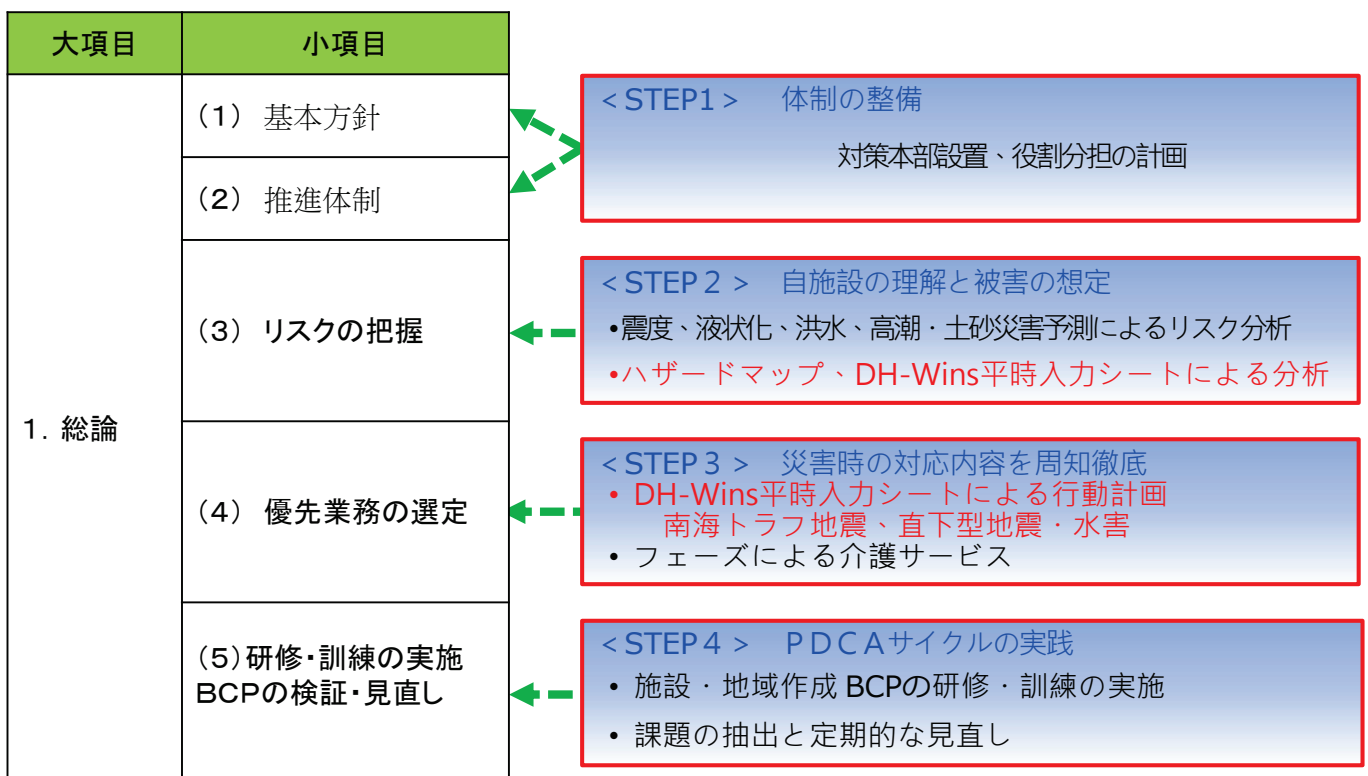 大項目
小項目
1. 総論
(1) 基本方針
(2) 推進体制
(3) リスクの把握
(4) 優先業務の選定
(5)研修・訓練の実施
BCPの検証・見直し
<STEP1> 体制の整備
対策本部設置、役割分担の計画
<STEP2> 自施設の理解と被害の想定
•震度、液状化、洪水、高潮・土砂災害予測によるリスク分析
•ハザードマップ、DH-Wins平時入力シートによる分析
<STEP3> 災害時の対応内容を周知徹底
• DH-Wins平時入力シートによる行動計画
南海トラフ地震、直下型地震・水害
• フェーズによる介護サービス
<STEP4> PDCAサイクルの実践
• 施設・地域作成 BCPの研修・訓練の実施
• 課題の抽出と定期的な見直し